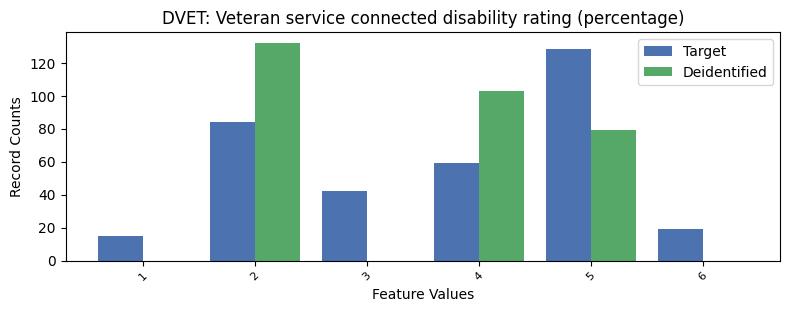 DVET: Veteran service connected disability rating (percentage)
Target
Deidentified
Record Counts
120
100
80
60
40
20
0
1 2 3 4 5 6
Feature Values